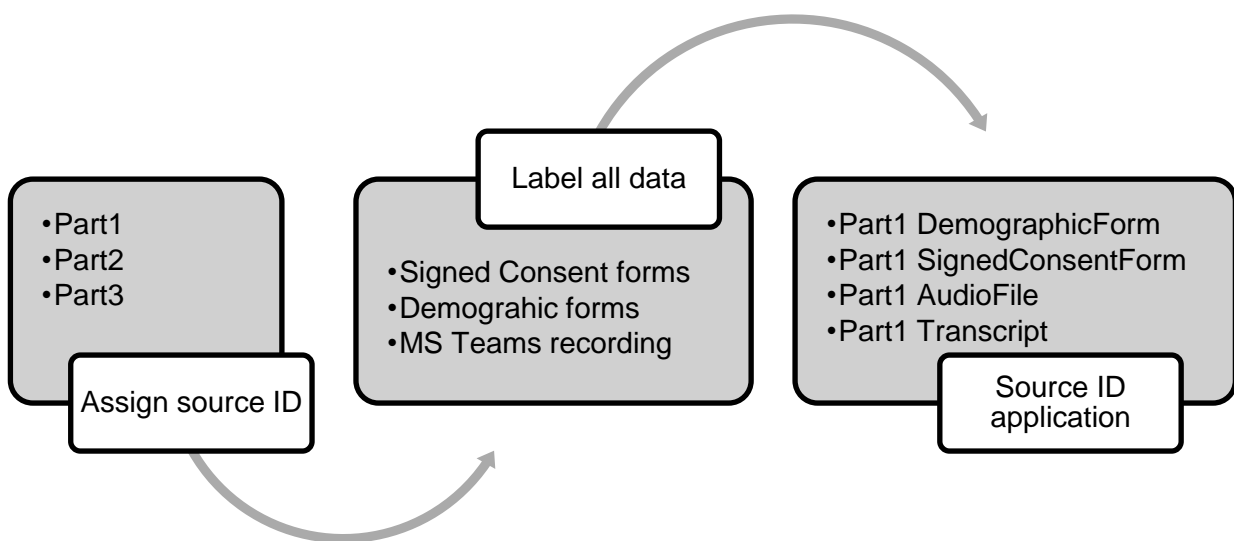 •Part1
•Part2
•Part3
Assign source ID
Label all data
•Signed Consent forms
•Demograhic forms
•MS Teams recording
•Part1 DemographicForm
•Part1 SignedConsentForm
•Part1 AudioFile
•Part1 Transcript
Source ID
application